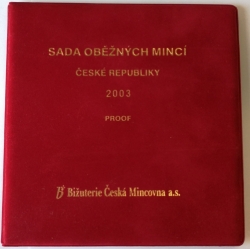 SADA OBĚŽNÝCH MINCÍ
ČESKÉ REPUBLIKY
2003
PROOF
Bižuterie Česká Mincovna a.s.